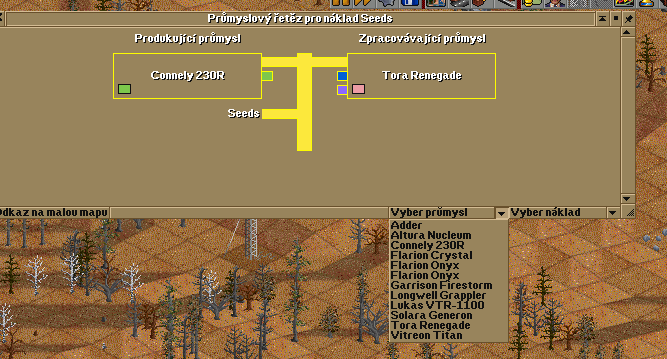 Průmyslový řetěz pro náklad Seeds
Produkující průmysl
Zpracovávající průmysl
Connely 230R
Tora Renegade
Seeds
Odkaz na malou mapu
Vyber průmysl
Vyber náklad
Adder
Altura Nucleum
Connely 230R
Flarion Crystal
Flarion Onyx
Flarion Onyx
Garrison Firestorm
Longwell Grappler
Lukas VTR-1100
Solara Generon
Tora Renegade
Vitreon Titan